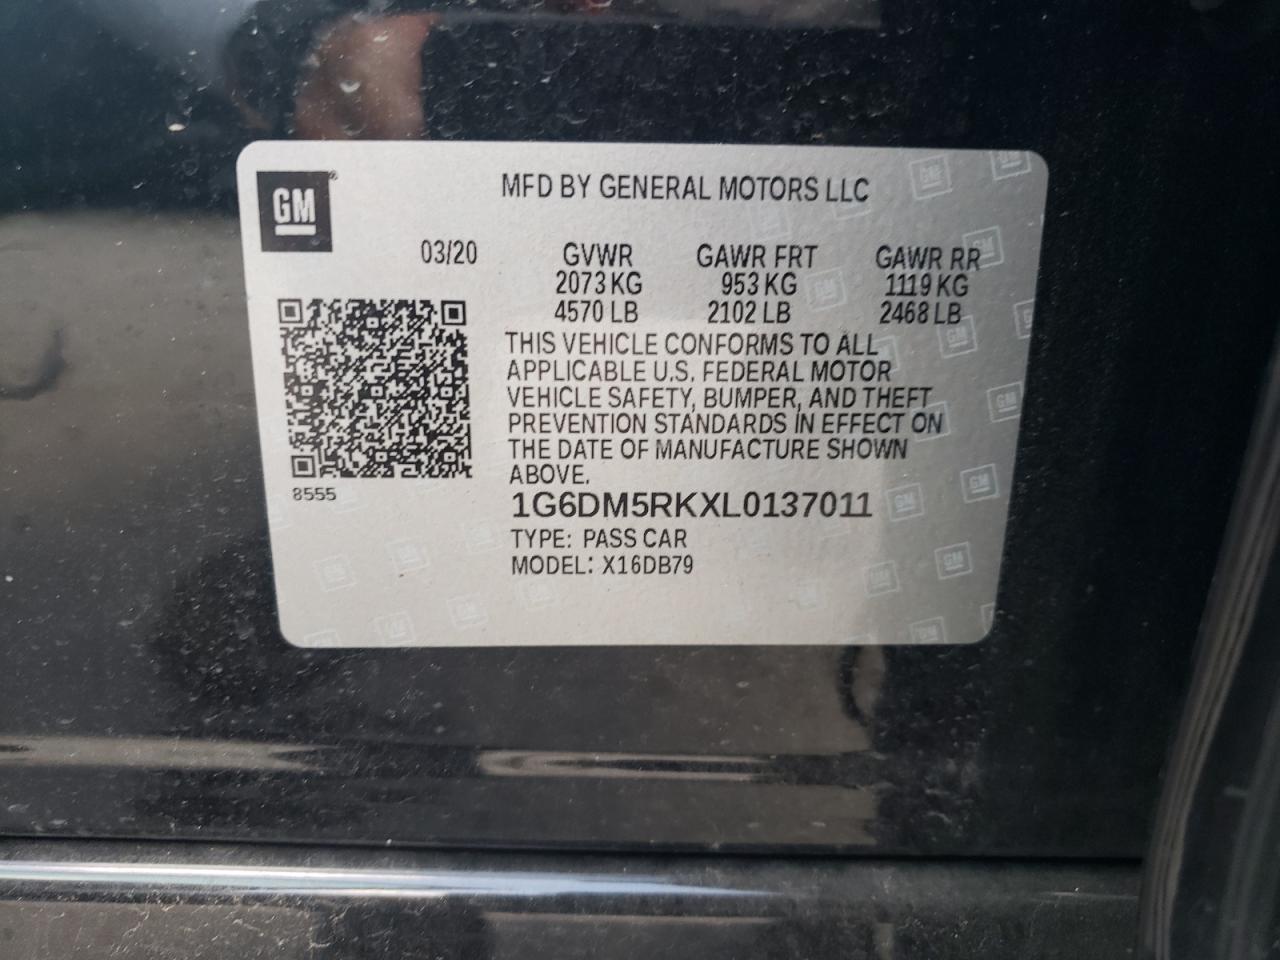 GM
MFD BY GENERAL MOTORS LLC
03/20 GVWR GAWR FRT GAWR RR
2073 KG 953 KG 1119 KG
4570 LB 2102 LB 2468 LB
THIS VEHICLE CONFORMS TO ALL
APPLICABLE U.S. FEDERAL MOTOR
VEHICLE SAFETY, BUMPER, AND THEFT
PREVENTION STANDARDS IN EFFECT ON
THE DATE OF MANUFACTURE SHOWN
ABOVE.
8555
1G6DM5RKXL0137011
TYPE: PASS CAR
MODEL: X16DB79